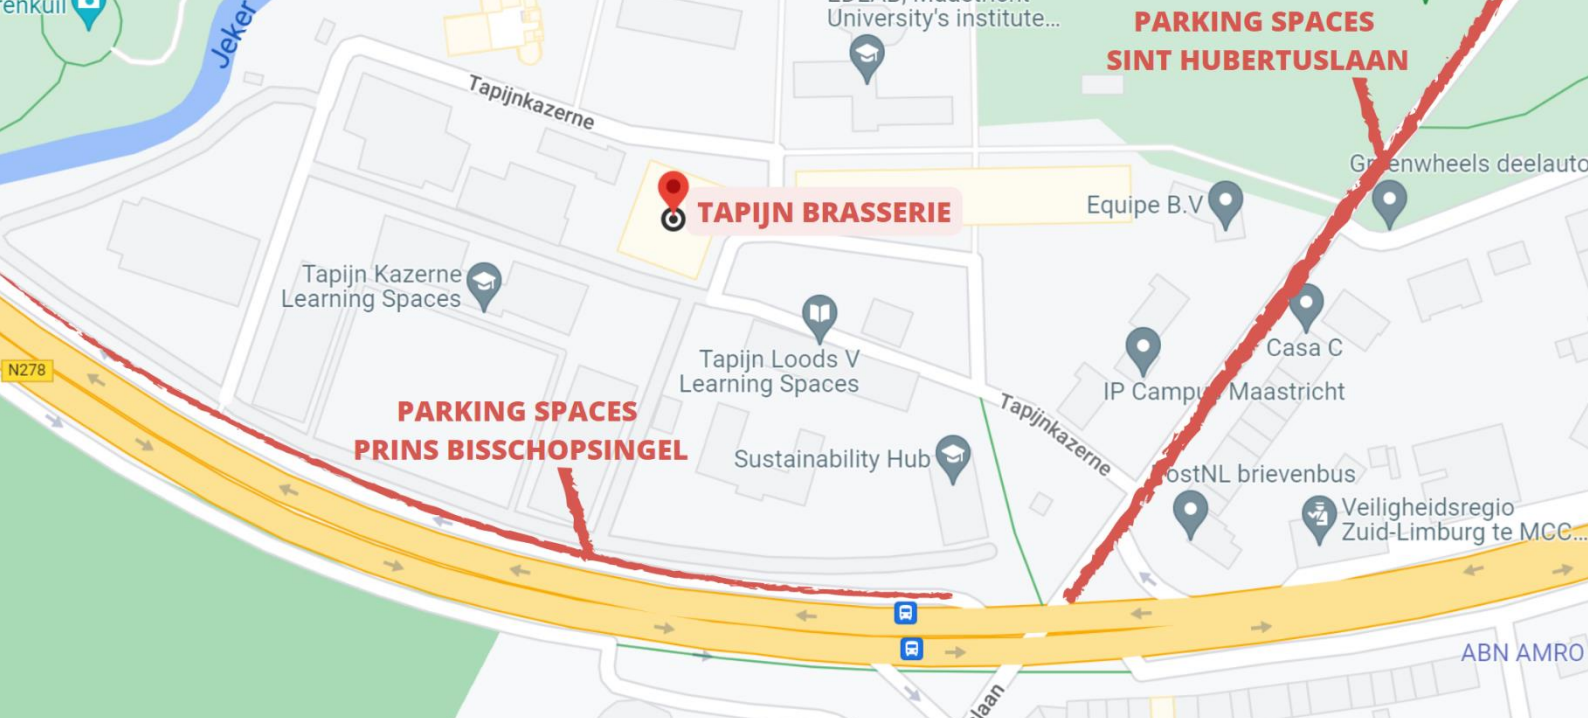 renkuil
Jeker
University's institute...
PARKING SPACES
SINT HUBERTUSLAAN
Tapijnkazerne
Greenwheels deelauto
TAPIJN BRASSERIE
Equipe B.V
Tapijn Kazerne
Learning Spaces
Casa C
Tapijn Loods V
Learning Spaces
N278
IP Campus Maastricht
PARKING SPACES
PRINS BISSCHOPSINGEL
Tapijnkazerne
Sustainability Hub
ostNL brievenbus
Veiligheidsregio
Zuid-Limburg te MCC...
ABN AMRO
laan